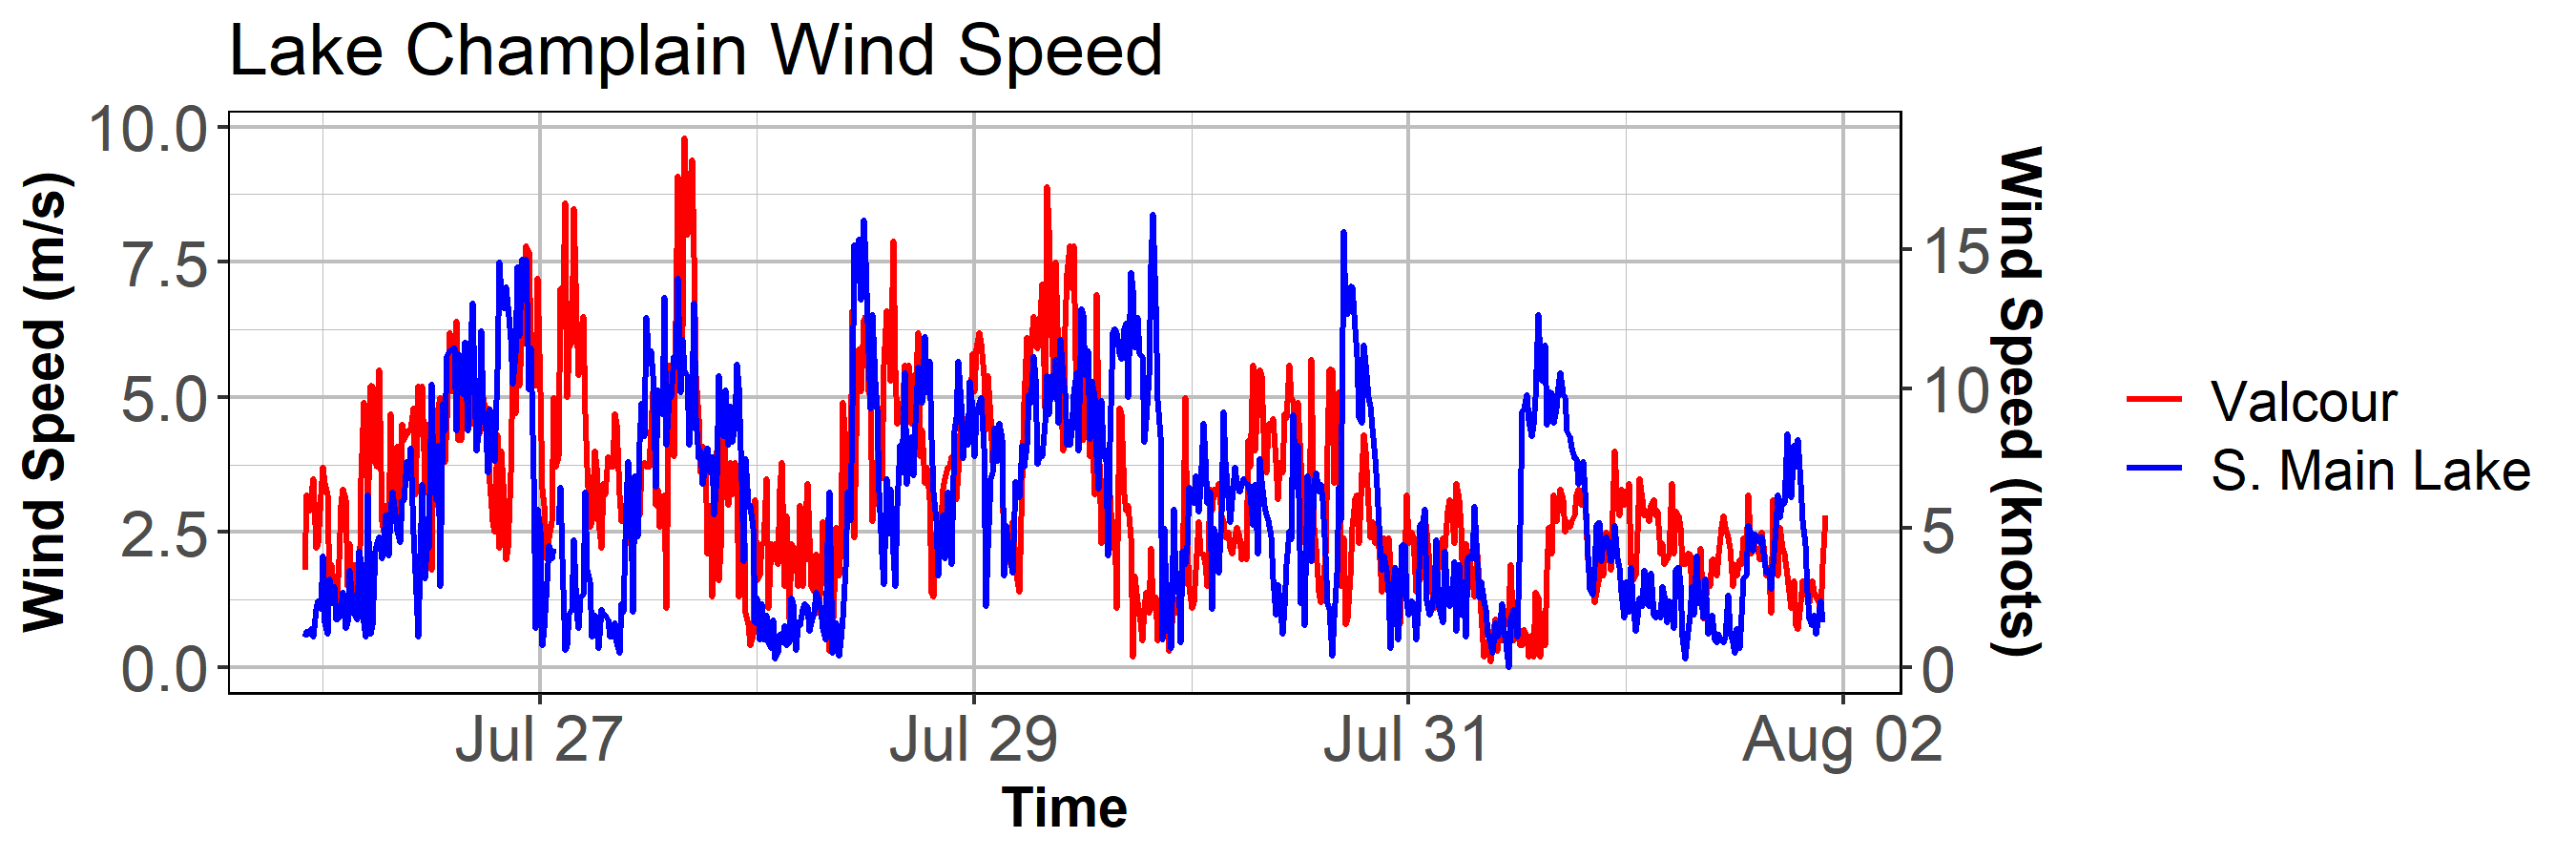 Lake Champlain Wind Speed
Wind Speed (m/s)
10.0
7.5
5.0
2.5
0.0
Wind Speed (knots)
15
10
5
0
Jul 27
Jul 29
Jul 31
Aug 02
Time
Valcour
S. Main Lake